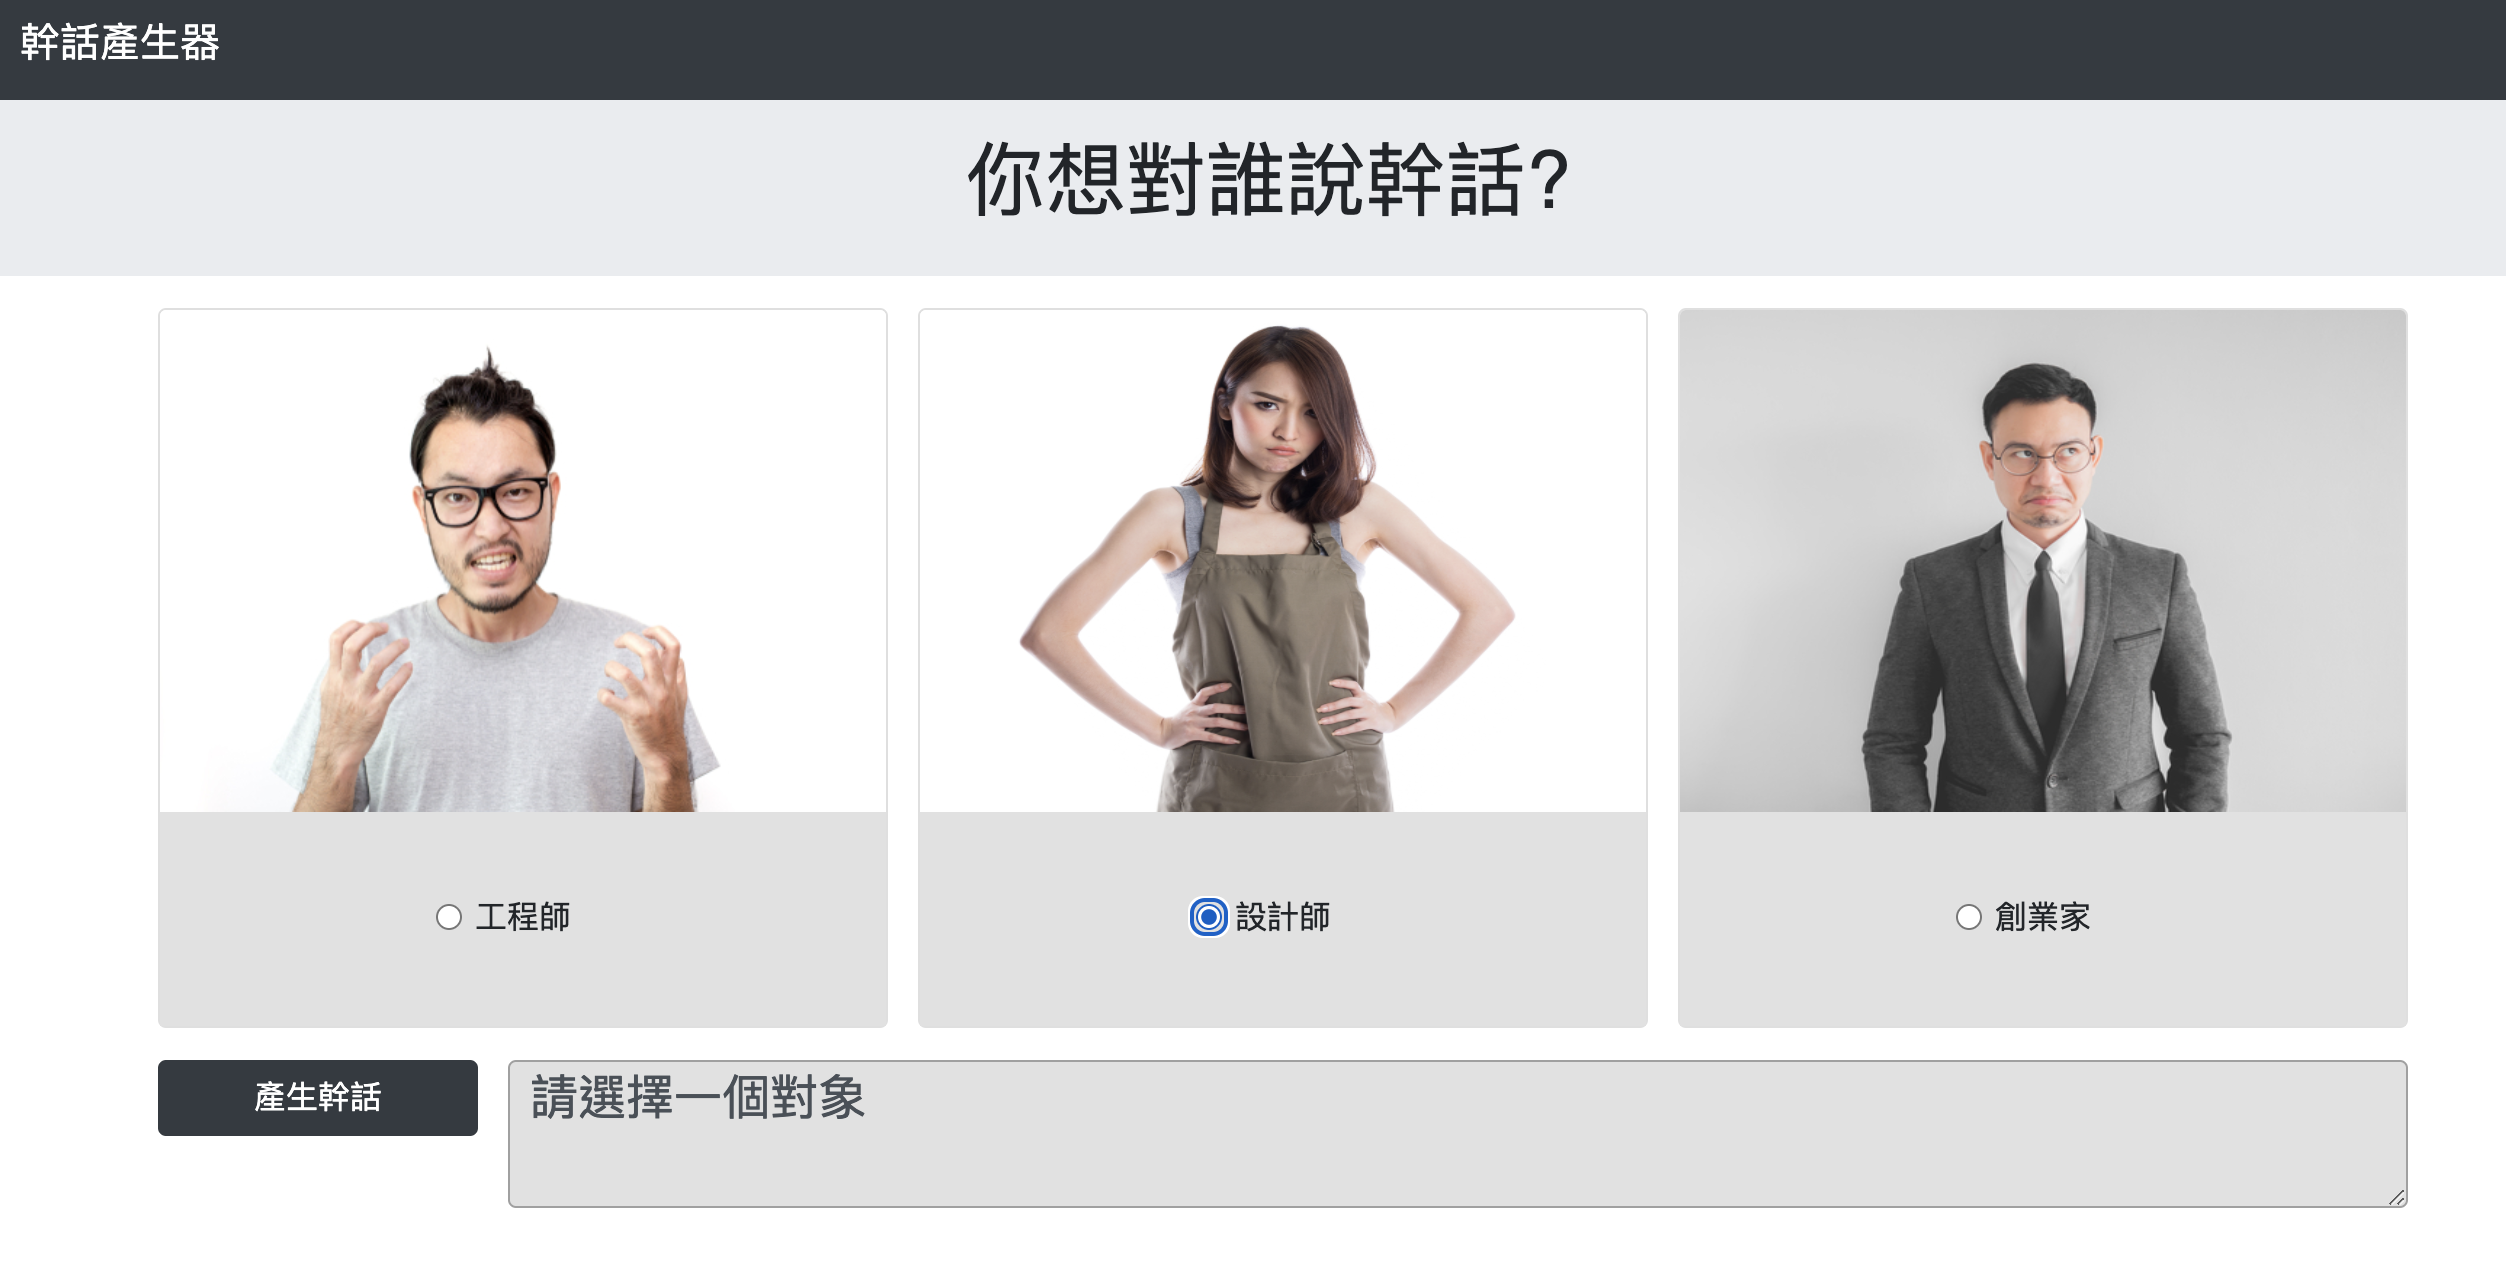 幹話產生器
你想對誰說幹話?
工程師
設計師
創業家
產生幹話
請選擇一個對象